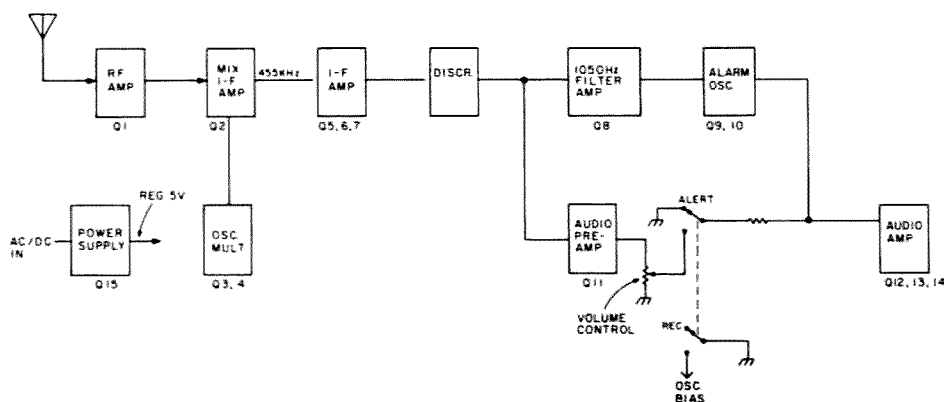 RF
AMP
Q1
MIX
I-F
AMP
Q2
455KHz
I-F
AMP
Q5,6,7
DISCR.
1050Hz
FILTER
AMP
Q8
ALARM
OSC
Q9, 10
AC/DC
IN
POWER
SUPPLY
Q15
REG 5V
OSC
MULT
Q3, 4
AUDIO
PRE-
AMP
Q11
VOLUME
CONTROL
ALERT
REC
OSC
BIAS
AUDIO
AMP
Q12, 13, 14